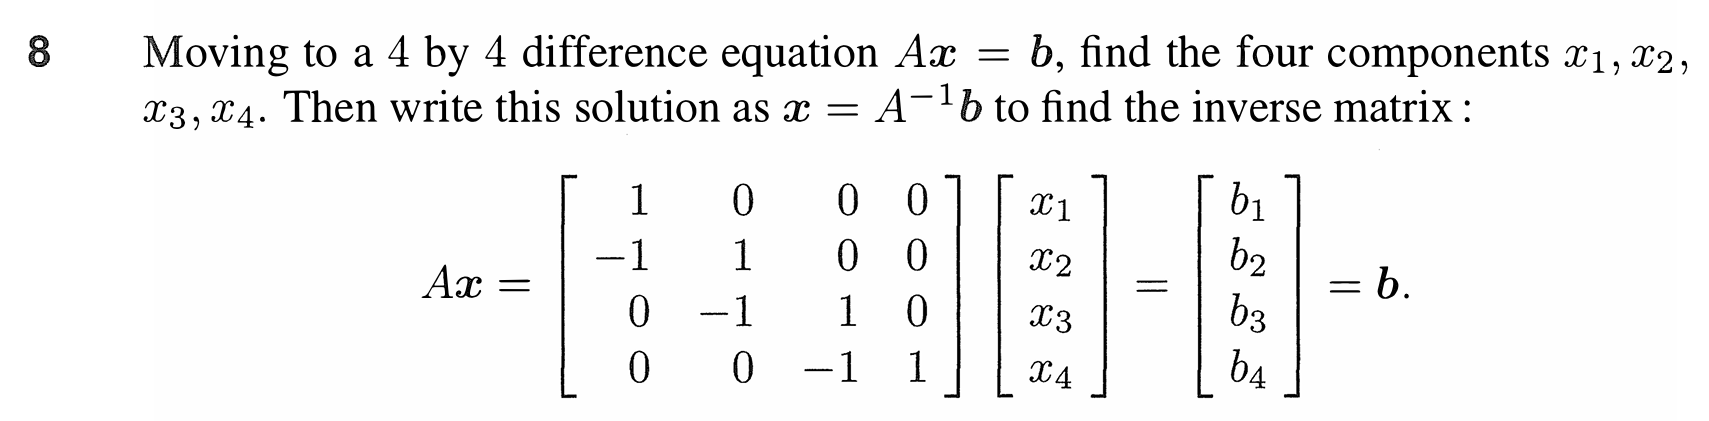 8 Moving to a 4 by 4 difference equation Ax = b, find the four components x₁, x₂,
x₃, x₄. Then write this solution as x = A⁻¹b to find the inverse matrix :
Ax = [ 1 0 0 0 ; −1 1 0 0 ; 0 −1 1 0 ; 0 0 −1 1 ] [ x₁ ; x₂ ; x₃ ; x₄ ] = [ b₁ ; b₂ ; b₃ ; b₄ ] = b.